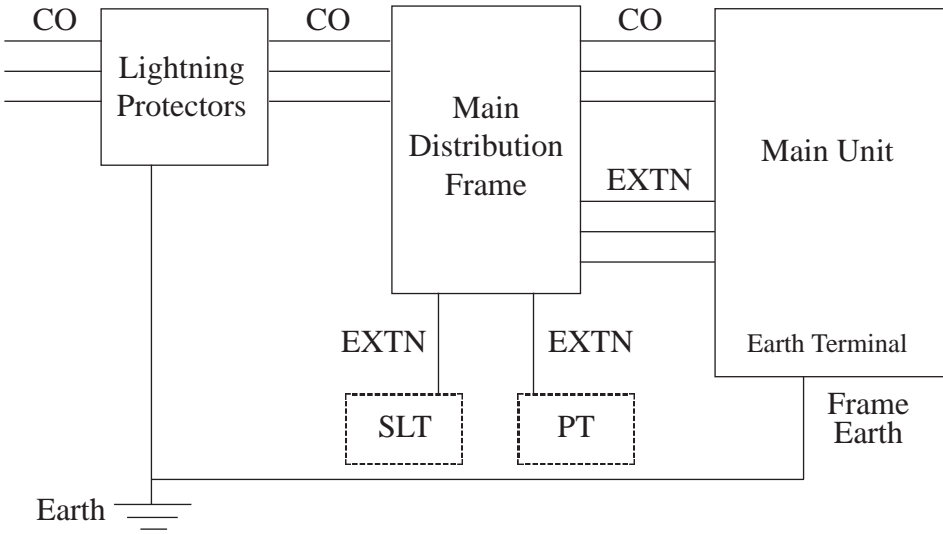 CO
CO
CO
Lightning
Protectors
Main
Distribution
Frame
Main Unit
EXTN
EXTN
EXTN
Earth Terminal
SLT
PT
Frame
Earth
Earth